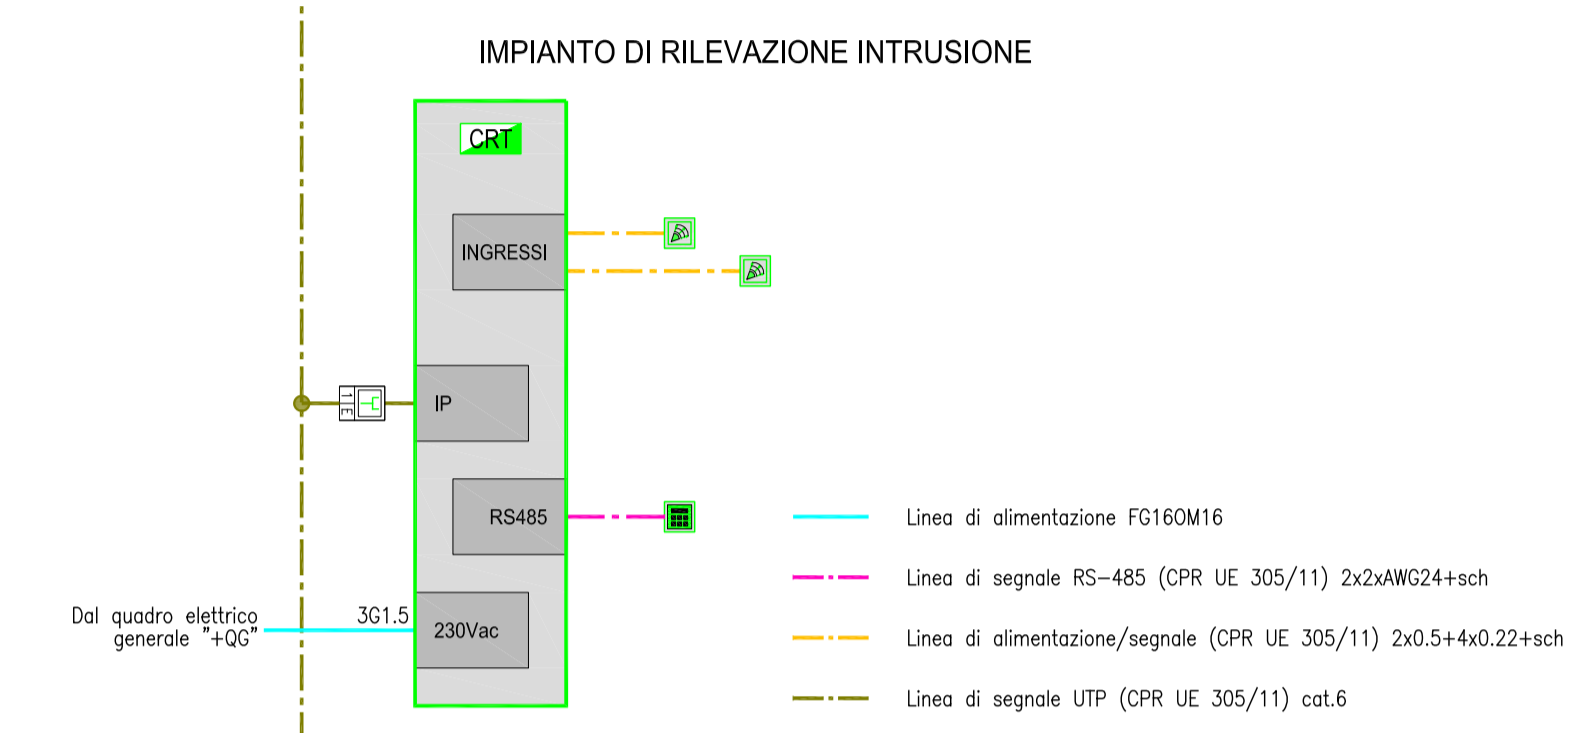 IMPIANTO DI RILEVAZIONE INTRUSIONE
CRT
INGRESSI
1 E
IP
RS485
Linea di alimentazione FG16OM16
Linea di segnale RS-485 (CPR UE 305/11) 2x2xAWG24+sch
Dal quadro elettrico
generale "+QG"
3G1.5
230Vac
Linea di alimentazione/segnale (CPR UE 305/11) 2x0.5+4x0.22+sch
Linea di segnale UTP (CPR UE 305/11) cat.6